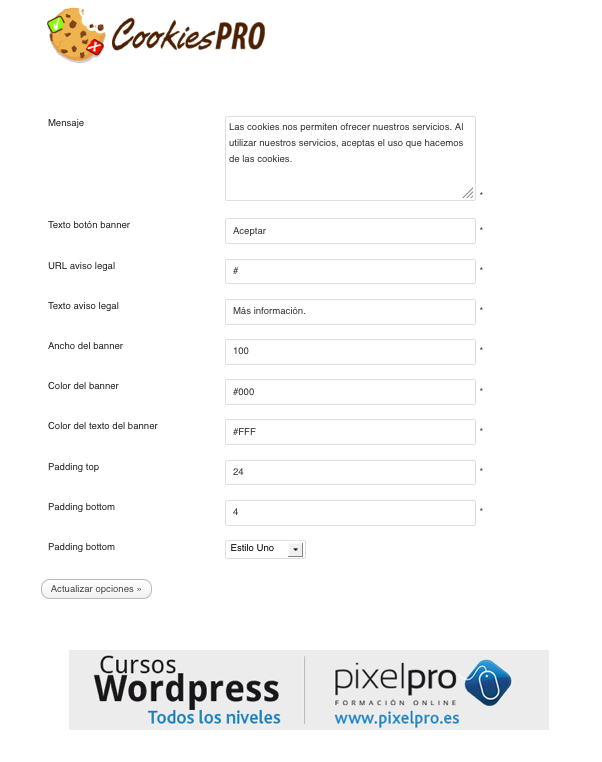 CookiesPRO
Mensaje
Las cookies nos permiten ofrecer nuestros servicios. Al
utilizar nuestros servicios, aceptas el uso que hacemos
de las cookies.
*
Texto botón banner
Aceptar
*
URL aviso legal
#
*
Texto aviso legal
Más información.
*
Ancho del banner
100
*
Color del banner
#000
*
Color del texto del banner
#FFF
*
Padding top
24
*
Padding bottom
4
*
Padding bottom
Estilo Uno
Actualizar opciones »
Cursos
Wordpress
Todos los niveles
pixelpro
FORMACIÓN ONLINE
www.pixelpro.es